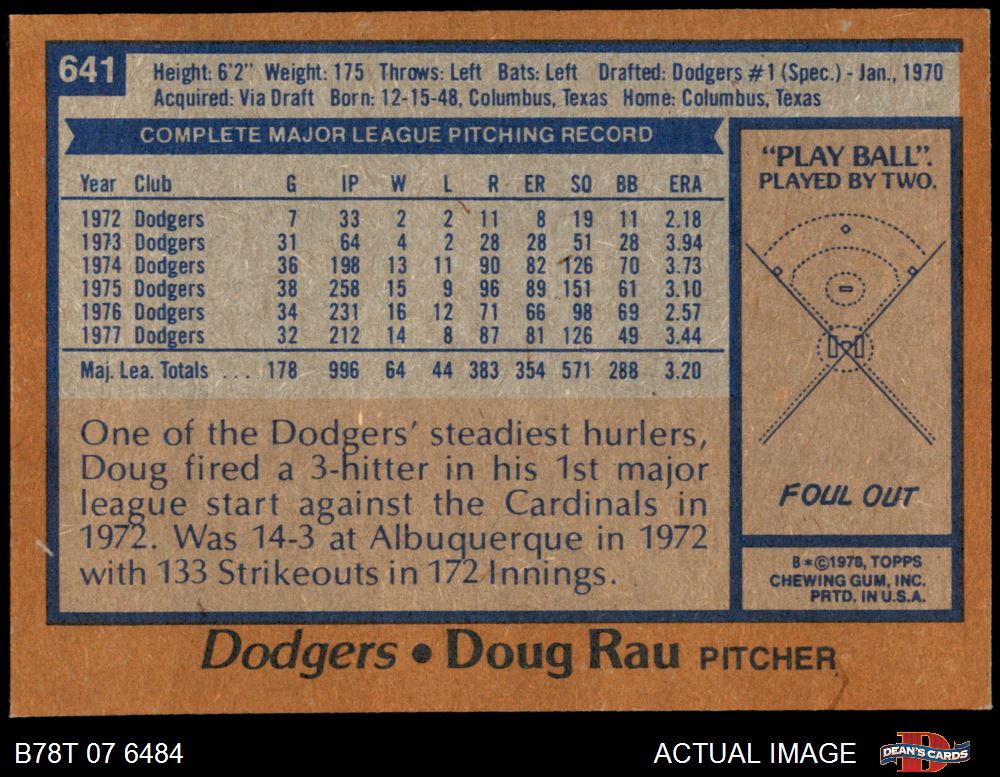 641
Height: 6'2" Weight: 175 Throws: Left Bats: Left Drafted: Dodgers #1 (Spec.) - Jan., 1970
Acquired: Via Draft Born: 12-15-48, Columbus, Texas Home: Columbus, Texas
COMPLETE MAJOR LEAGUE PITCHING RECORD
Year Club G IP W L R ER SO BB ERA
1972 Dodgers 7 33 2 2 11 8 19 11 2.18
1973 Dodgers 31 64 4 2 28 28 51 28 3.94
1974 Dodgers 36 198 13 11 90 82 126 70 3.73
1975 Dodgers 38 258 15 9 96 89 151 61 3.10
1976 Dodgers 34 231 16 12 71 66 98 69 2.57
1977 Dodgers 32 212 14 8 87 81 126 49 3.44
Maj. Lea. Totals ... 178 996 64 44 383 354 571 288 3.20
One of the Dodgers' steadiest hurlers,
Doug fired a 3-hitter in his 1st major
league start against the Cardinals in
1972. Was 14-3 at Albuquerque in 1972
with 133 Strikeouts in 172 Innings.
"PLAY BALL".
PLAYED BY TWO.
FOUL OUT
B*©1978, TOPPS
CHEWING GUM, INC.
PRTD. IN U.S.A.
Dodgers • Doug Rau PITCHER
B78T 07 6484
ACTUAL IMAGE
DEAN'S CARDS